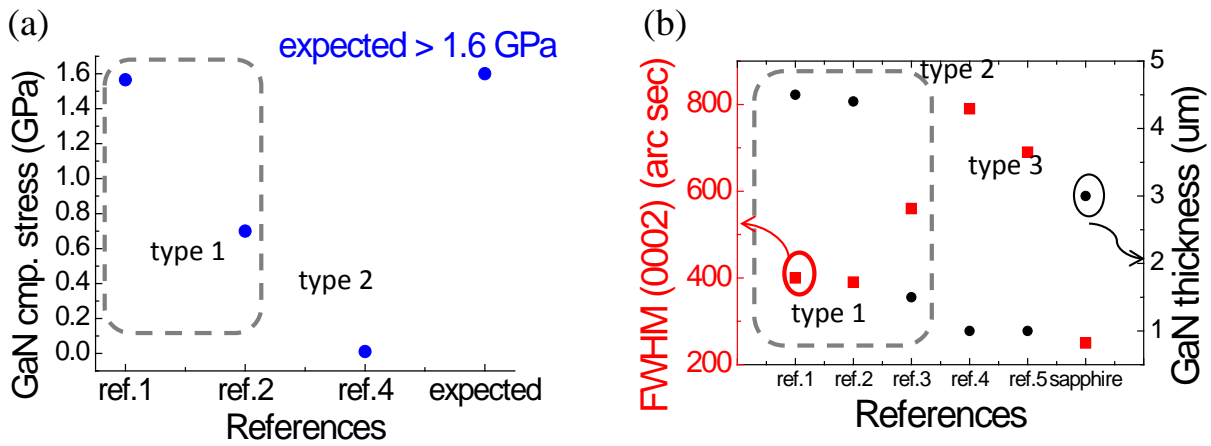 (a)
expected > 1.6 GPa
GaN cmp. stress (GPa)
1.6
1.4
1.2
1.0
0.8
0.6
0.4
0.2
0.0
type 1
type 2
ref.1 ref.2 ref.4 expected
References
(b)
FWHM (0002) (arc sec)
800
600
400
200
type 2
type 3
type 1
5
4
3
2
1
GaN thickness (um)
ref.1 ref.2 ref.3 ref.4 ref.5 sapphire
References